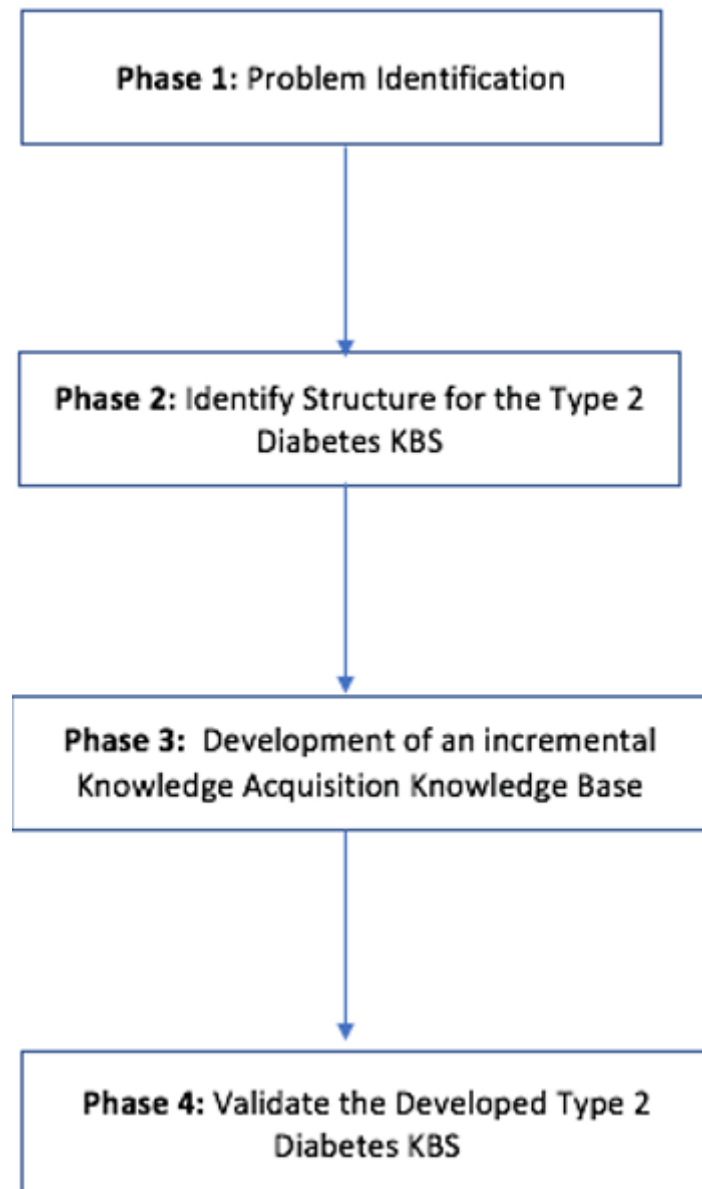 Phase 1: Problem Identification
Phase 2: Identify Structure for the Type 2
Diabetes KBS
Phase 3: Development of an incremental
Knowledge Acquisition Knowledge Base
Phase 4: Validate the Developed Type 2
Diabetes KBS